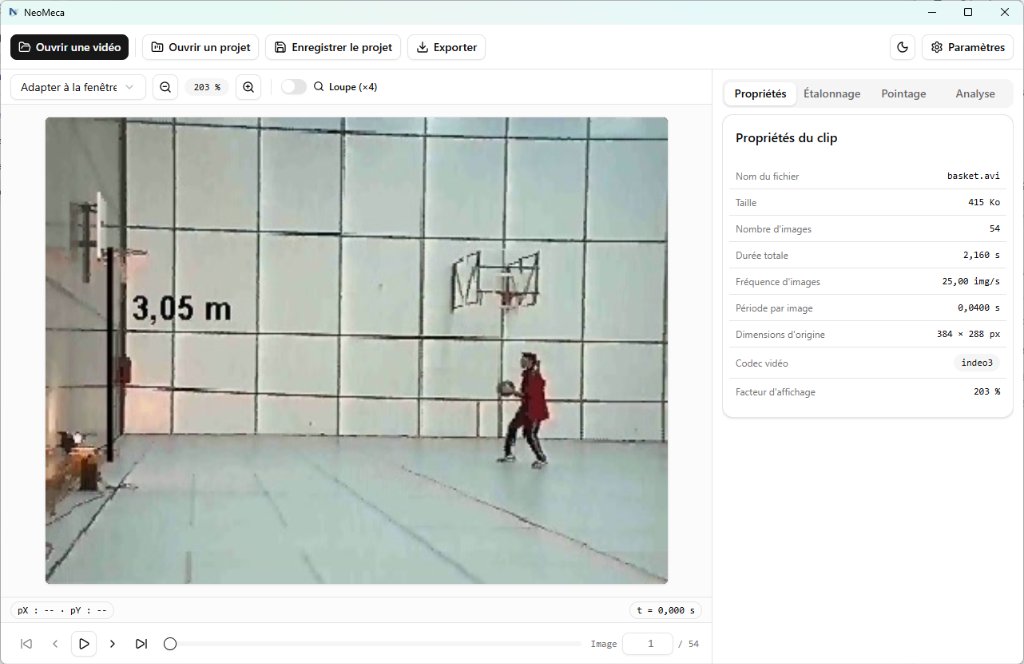 NeoMeca
Ouvrir une vidéo
Ouvrir un projet
Enregistrer le projet
Exporter
Paramètres
Adapter à la fenêtre
203 %
Loupe (×4)
Propriétés
Étalonnage
Pointage
Analyse
3,05 m
Propriétés du clip
Nom du fichier basket.avi
Taille 415 Ko
Nombre d'images 54
Durée totale 2,160 s
Fréquence d'images 25,00 img/s
Période par image 0,0400 s
Dimensions d'origine 384 × 288 px
Codec vidéo indeo3
Facteur d'affichage 203 %
pX : -- · pY : --
t = 0,000 s
Image 1 / 54